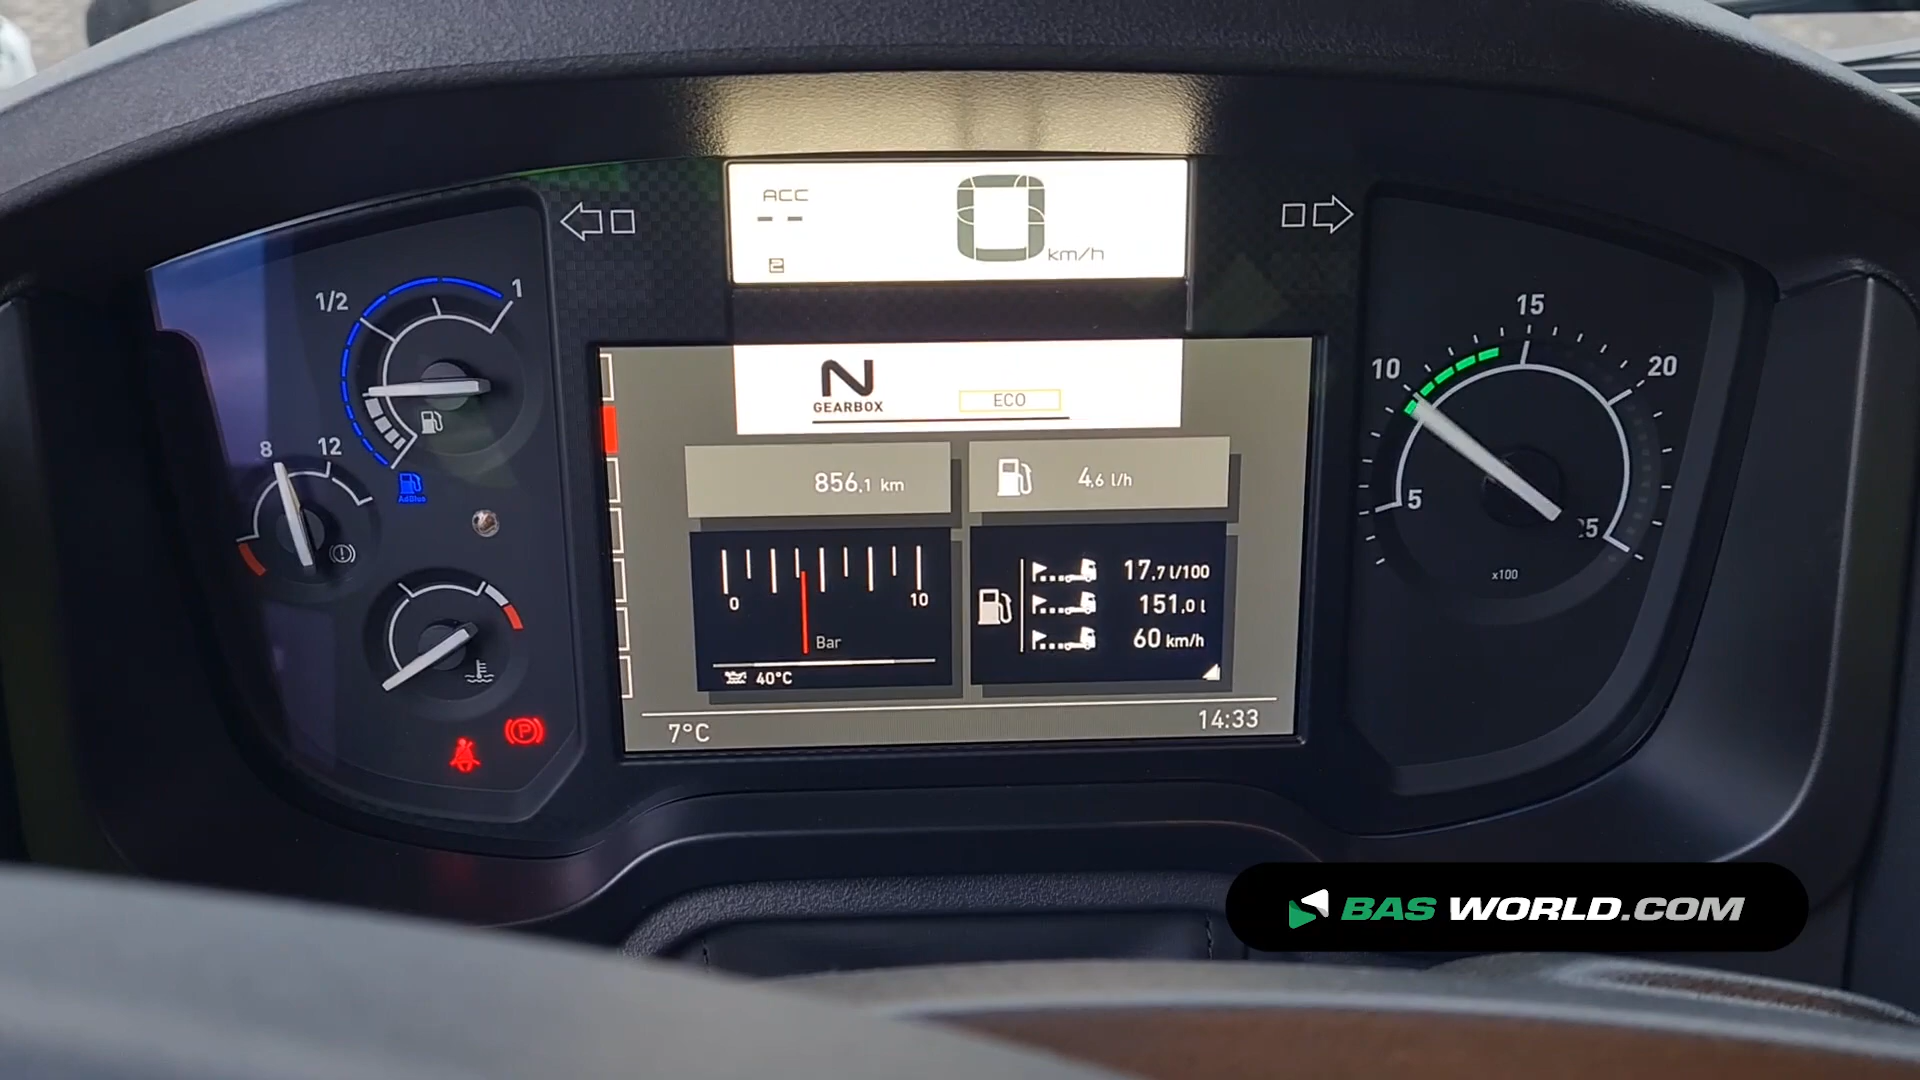 ACC
-- 0 km/h
2
1/2 1
AdBlue
8 12
N
GEARBOX
ECO
856.1 km
4.6 l/h
0 10
Bar
40°C
17.7 l/100
151.0 l
60 km/h
7°C 14:33
P
5 10 15 20
x100
BAS WORLD.COM